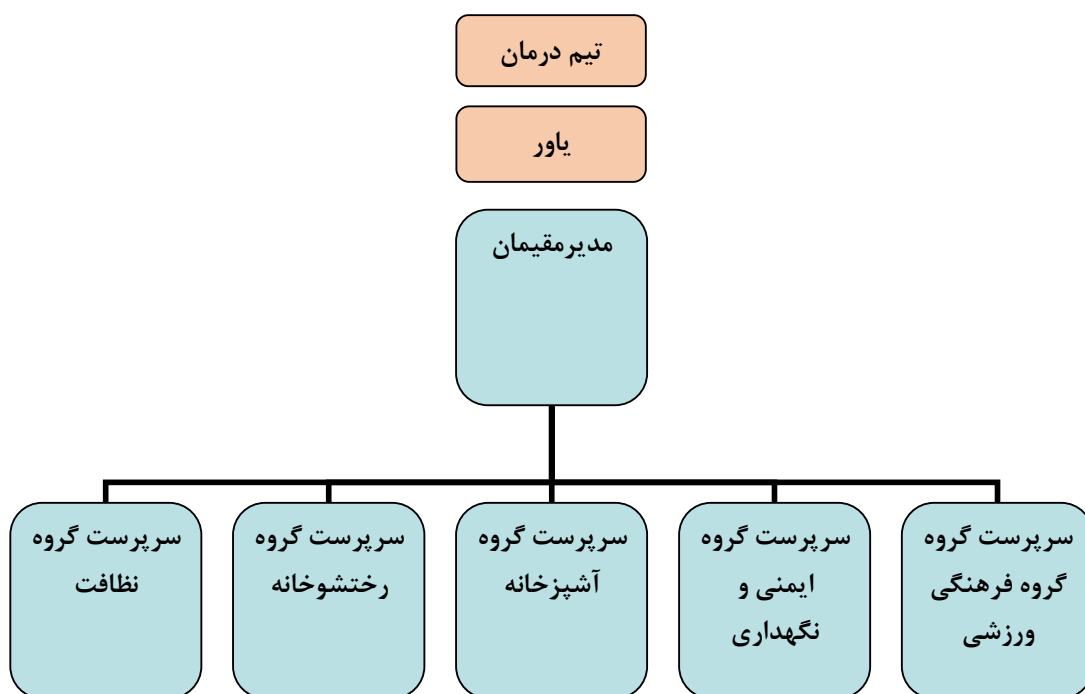 تیم درمان
یاور
مدیرمقیمان
سرپرست گروه
گروه فرهنگی
ورزشی
سرپرست گروه
ایمنی و
نگهداری
سرپرست گروه
آشپزخانه
سرپرست گروه
رختشوخانه
سرپرست گروه
نظافت